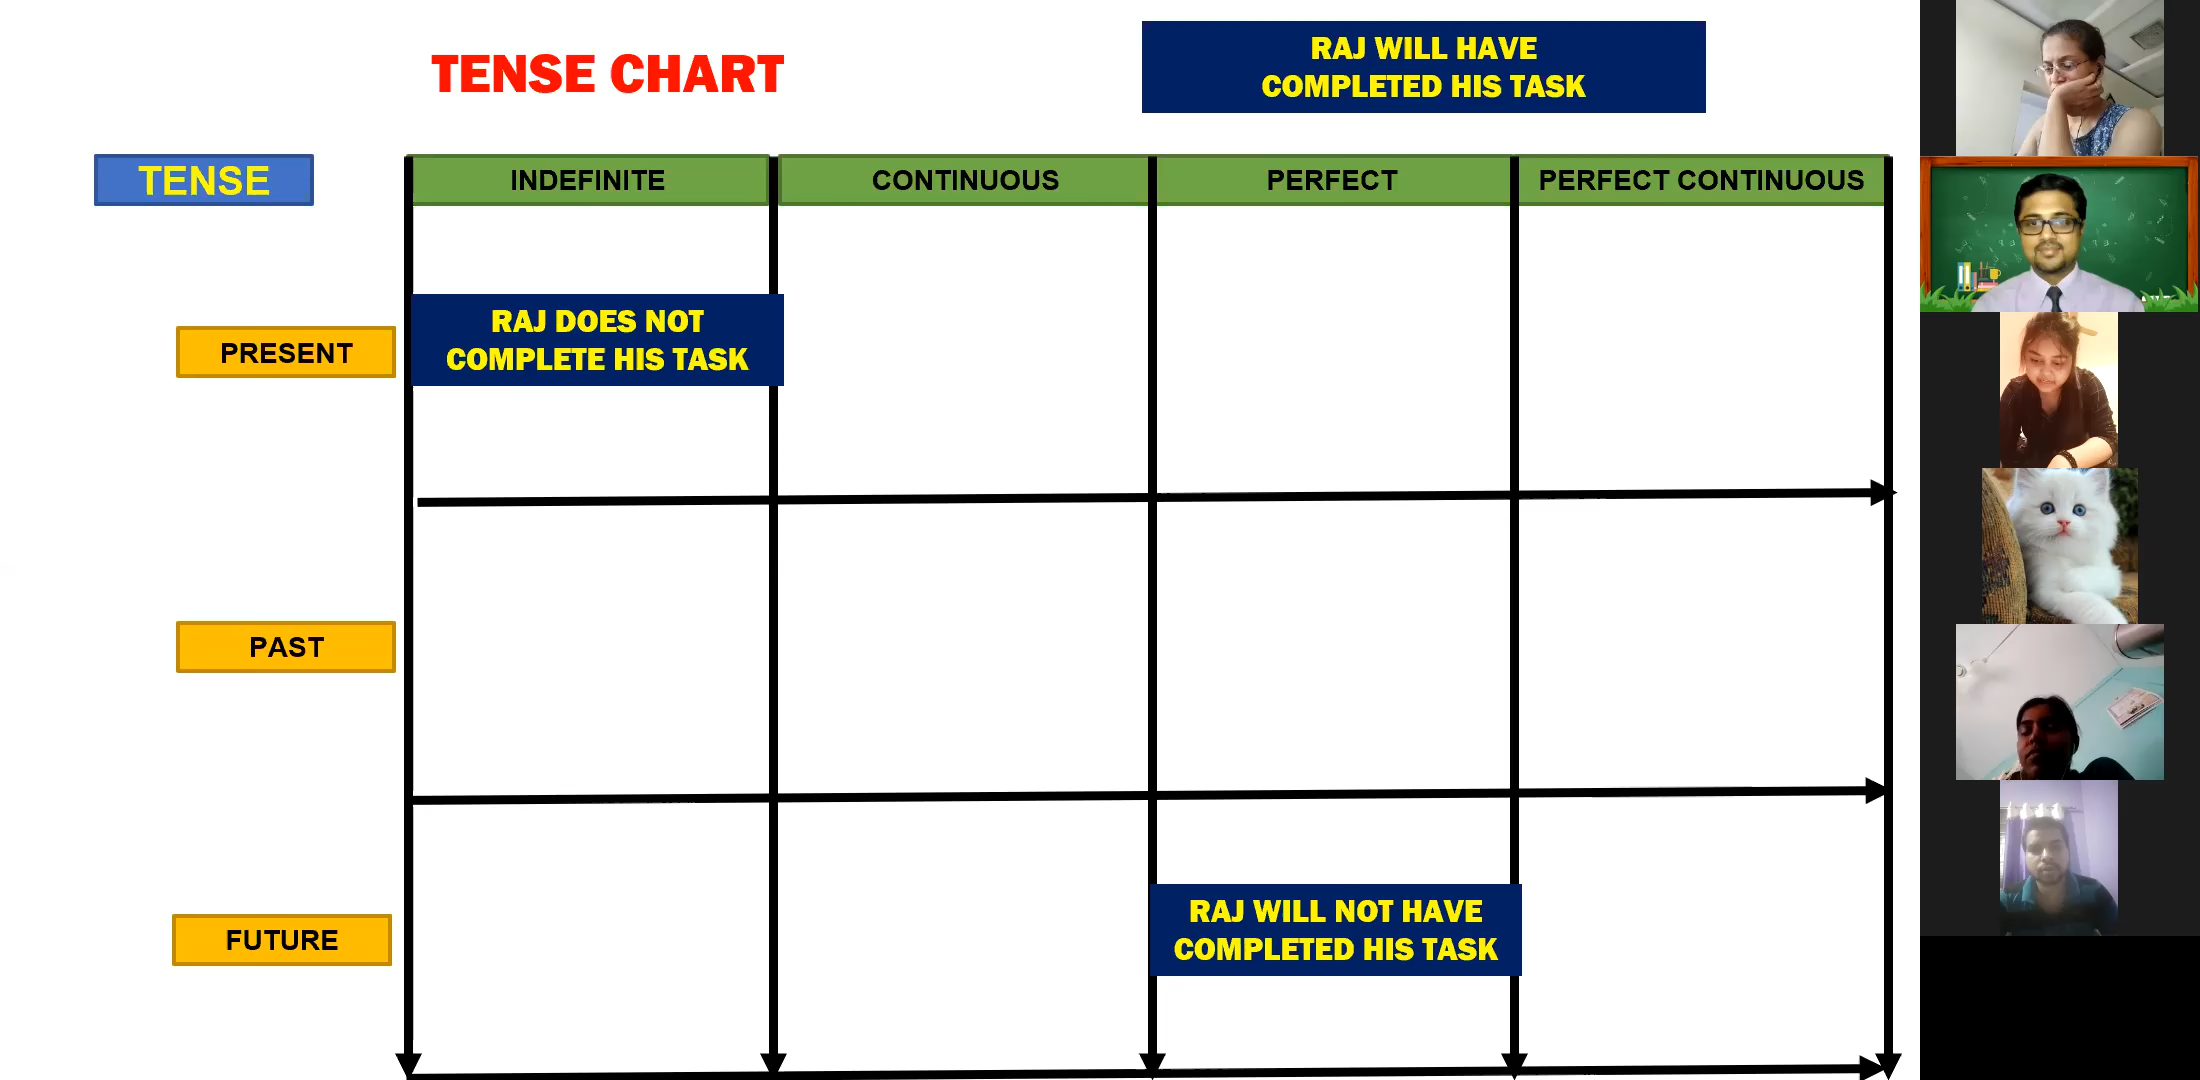 TENSE CHART
RAJ WILL HAVE
COMPLETED HIS TASK
TENSE
INDEFINITE
CONTINUOUS
PERFECT
PERFECT CONTINUOUS
PRESENT
RAJ DOES NOT
COMPLETE HIS TASK
PAST
FUTURE
RAJ WILL NOT HAVE
COMPLETED HIS TASK